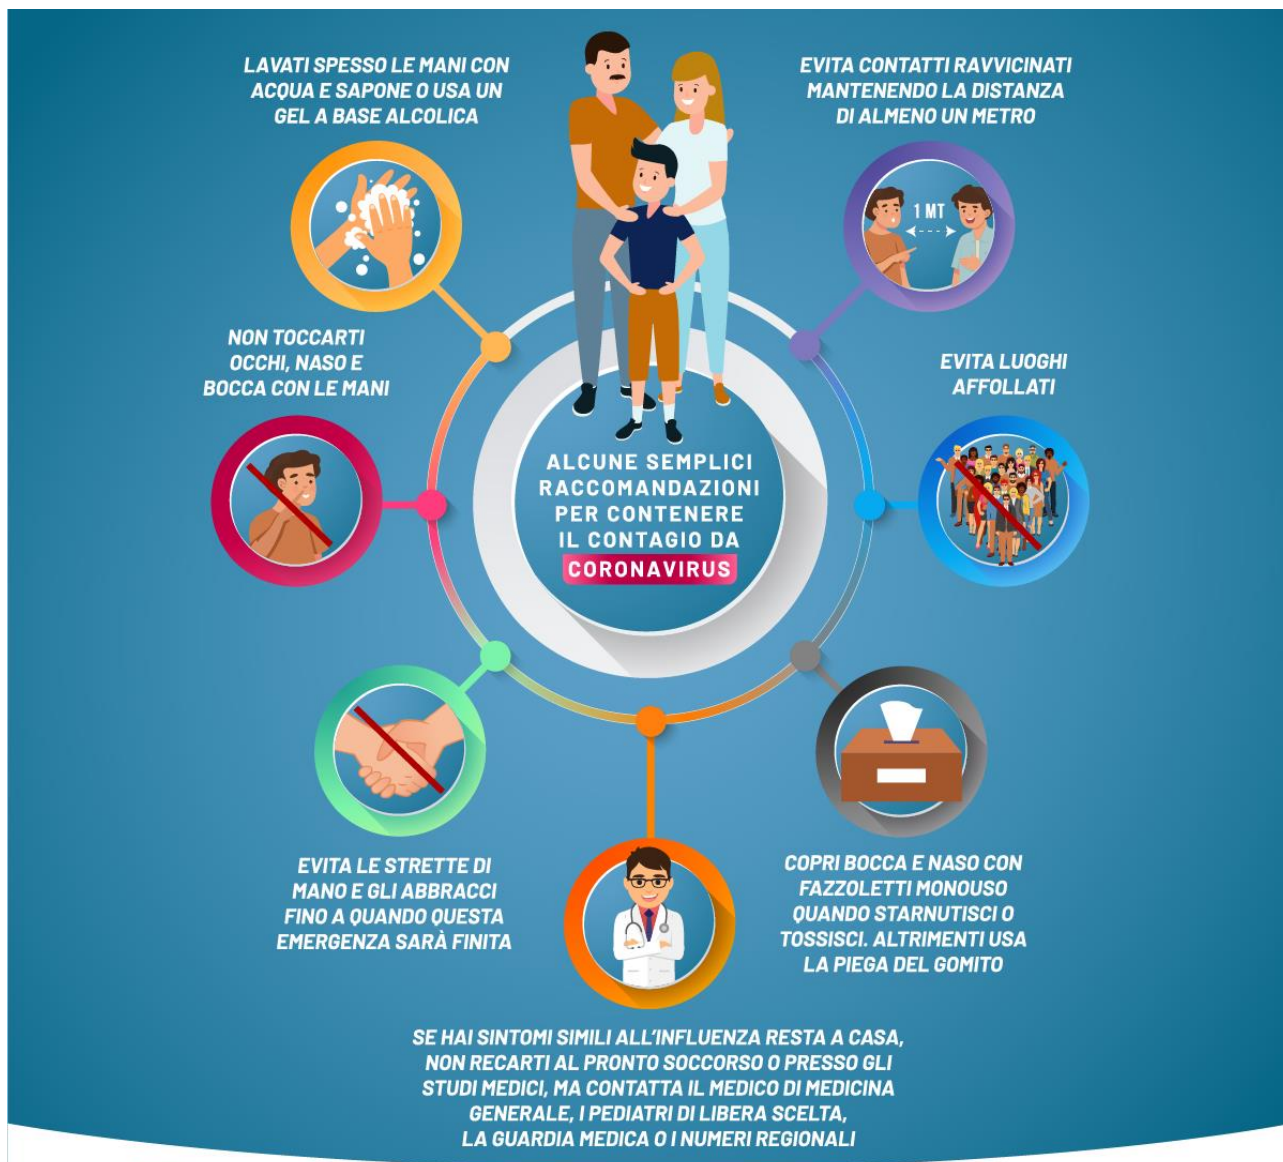 LAVATI SPESSO LE MANI CON
ACQUA E SAPONE O USA UN
GEL A BASE ALCOLICA
EVITA CONTATTI RAVVICINATI
MANTENENDO LA DISTANZA
DI ALMENO UN METRO
1 MT
NON TOCCARTI
OCCHI, NASO E
BOCCA CON LE MANI
EVITA LUOGHI
AFFOLLATI
ALCUNE SEMPLICI
RACCOMANDAZIONI
PER CONTENERE
IL CONTAGIO DA
CORONAVIRUS
EVITA LE STRETTE DI
MANO E GLI ABBRACCI
FINO A QUANDO QUESTA
EMERGENZA SARÀ FINITA
COPRI BOCCA E NASO CON
FAZZOLETTI MONOUSO
QUANDO STARNUTISCI O
TOSSISCI. ALTRIMENTI USA
LA PIEGA DEL GOMITO
SE HAI SINTOMI SIMILI ALL'INFLUENZA RESTA A CASA,
NON RECARTI AL PRONTO SOCCORSO O PRESSO GLI
STUDI MEDICI, MA CONTATTA IL MEDICO DI MEDICINA
GENERALE, I PEDIATRI DI LIBERA SCELTA,
LA GUARDIA MEDICA O I NUMERI REGIONALI